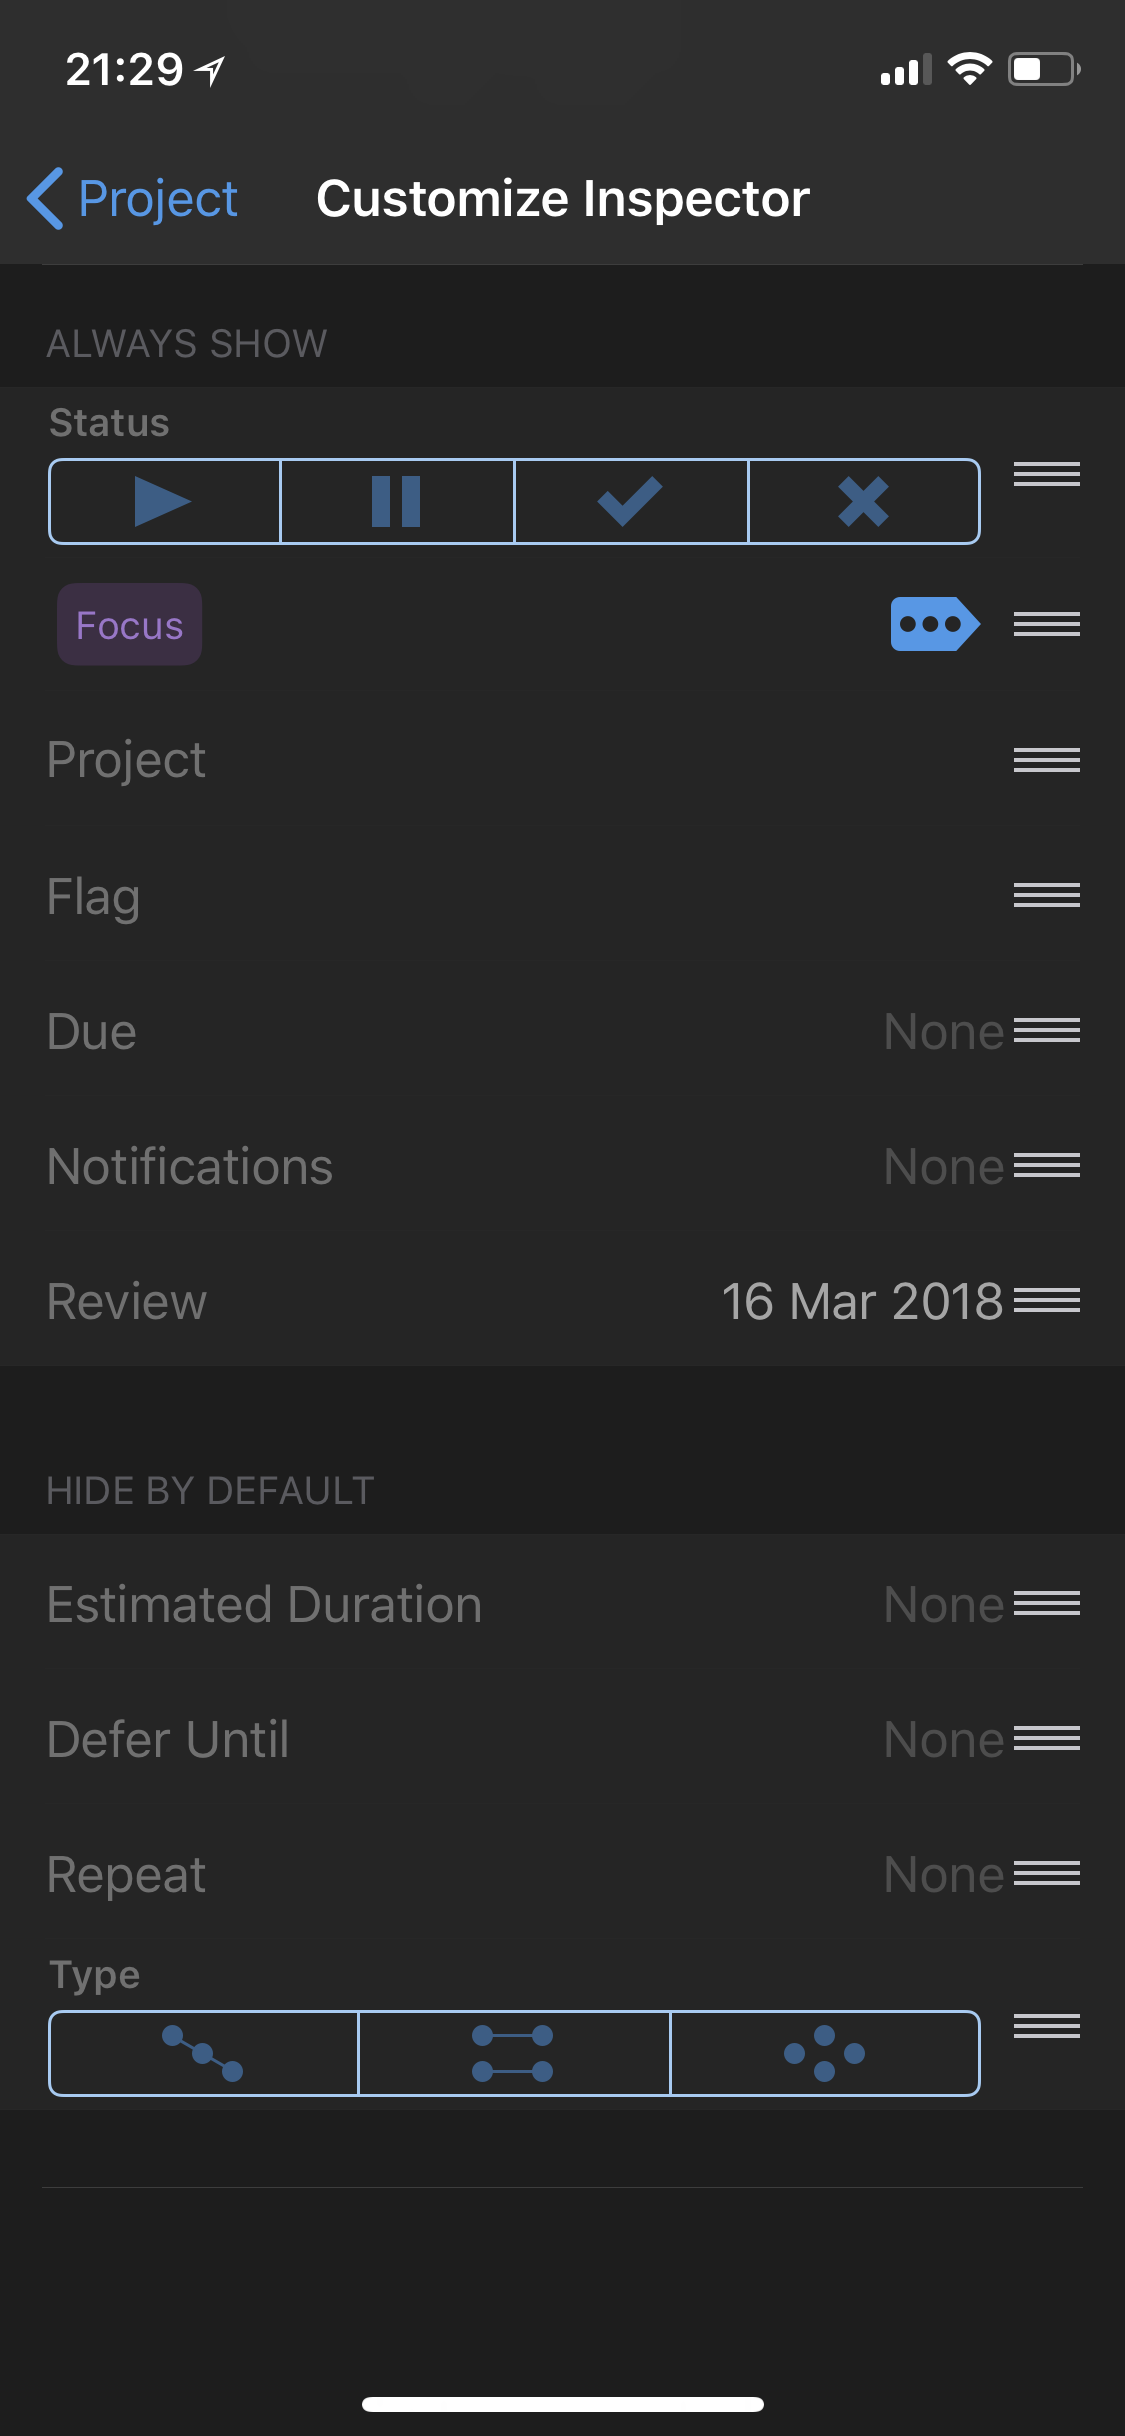 21:29
Project
Customize Inspector
ALWAYS SHOW
Status
Focus
Project
Flag
Due None
Notifications None
Review 16 Mar 2018
HIDE BY DEFAULT
Estimated Duration None
Defer Until None
Repeat None
Type